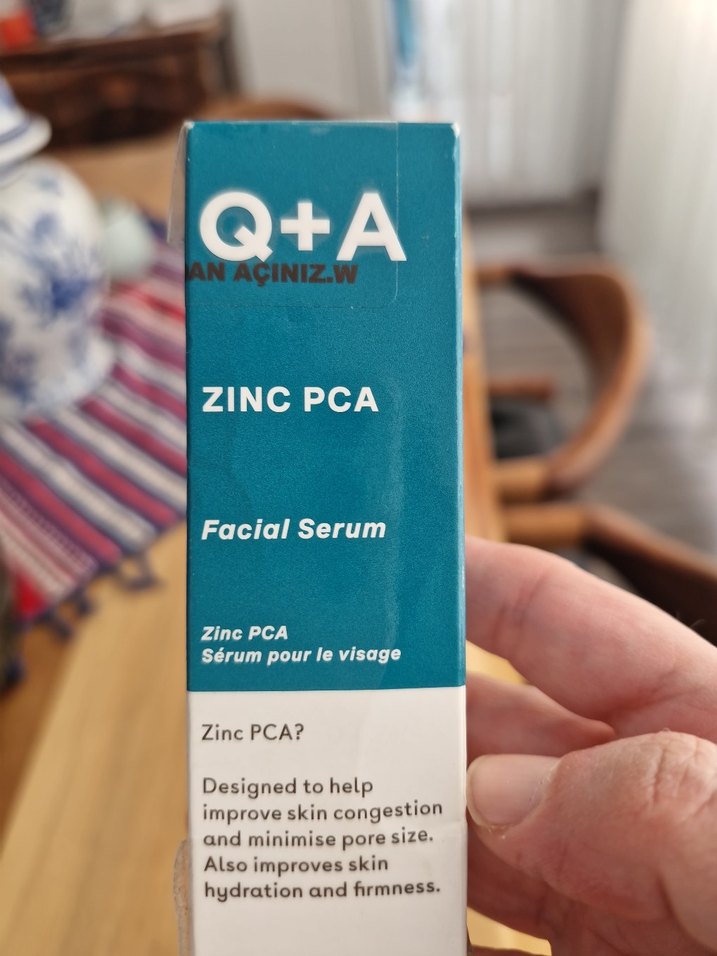 Q+A
AN AÇINIZ.W
ZINC PCA
Facial Serum
Zinc PCA
Sérum pour le visage
Zinc PCA?
Designed to help
improve skin congestion
and minimise pore size.
Also improves skin
hydration and firmness.